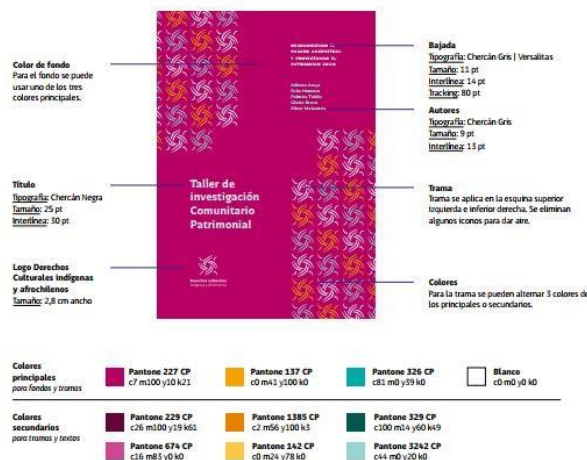 Color de fondo
Para el fondo se puede
usar uno de los tres
colores principales.
Título
Tipografía: Chercán Negra
Tamaño: 25 pt
Interlínea: 30 pt
Logo Derechos
Culturales indígenas
y afrochilenos
Tamaño: 2,8 cm ancho
Y
Taller de
investigación
Comunitario
Patrimonial
Derechos culturales
Bajada
Tipografía: Chercán Gris | Versalitas
Tamaño: 11 pt
Interlínea: 14 pt
Tracking: 80 pt
Autores
Tipografía: Chercán Gris
Tamaño: 9 pt
Interlínea: 13 pt
Trama
Trama se aplica en la esquina superior
izquierda e inferior derecha. Se eliminan
algunos iconos para dar aire.
Colores
Para la trama se pueden alternar 3 colores de
los principales o secundarios.
Colores
principales
para fondos y tramas
Pantone 227 CP
c7 m100 y10 k21
Pantone 137 CP
c0 m41 y100 k0
Pantone 326 CP
c81 m0 y39 k0
Blanco
c0 m0 y0 k0
Colores
secundarios
para tramas y textos
Pantone 229 CP
c26 m100 y19 k61
Pantone 1385 CP
c2 m56 y100 k3
Pantone 329 CP
c100 m14 y60 k49
Pantone 674 CP
c16 m83 y0 k0
Pantone 142 CP
c0 m24 y78 k0
Pantone 3242 CP
c44 m0 y20 k0